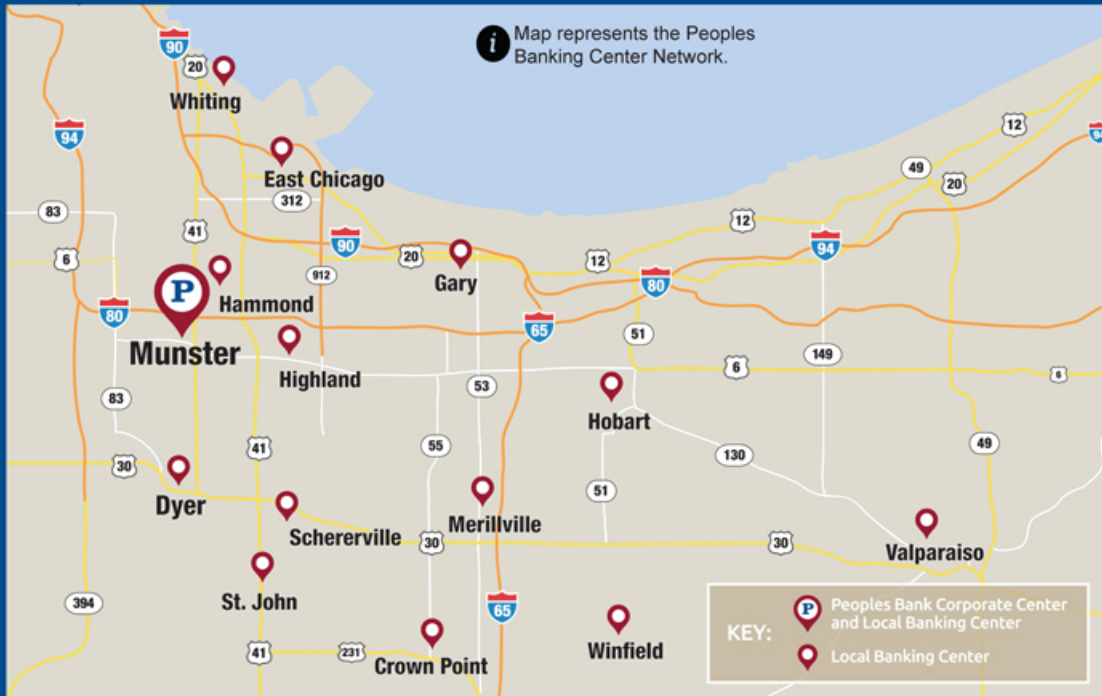 i Map represents the Peoples
Banking Center Network.
90
20
Whiting
94
12
94
East Chicago
49
20
312
83
12
41
90
94
6
20
Gary
12
912
Hammond
80
P
80
65
51
Munster
149
Highland
6
6
53
83
Hobart
41
55
49
130
30
Dyer
51
Merillville
Schererville
30
30
Valparaiso
St. John
394
65
41
231
Crown Point
Winfield
KEY:
P Peoples Bank Corporate Center
and Local Banking Center
Local Banking Center